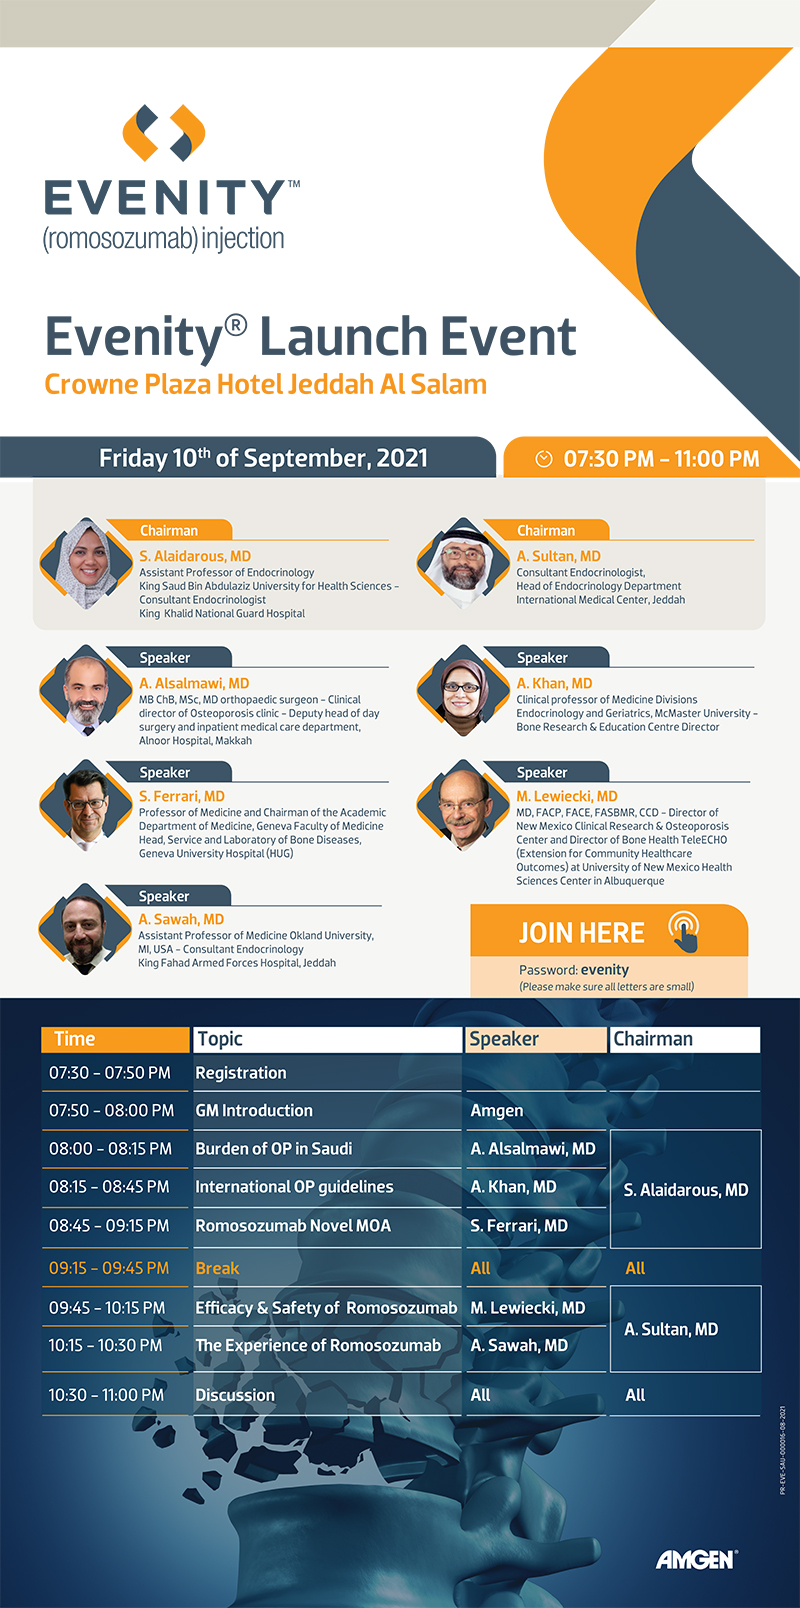 EVENITY™
(romosozumab) injection
Evenity® Launch Event
Crowne Plaza Hotel Jeddah Al Salam
Friday 10th of September, 2021
07:30 PM – 11:00 PM
Chairman
S. Alaidarous, MD
Assistant Professor of Endocrinology
King Saud Bin Abdulaziz University for Health Sciences –
Consultant Endocrinologist
King Khalid National Guard Hospital
Chairman
A. Sultan, MD
Consultant Endocrinologist,
Head of Endocrinology Department
International Medical Center, Jeddah
Speaker
A. Alsalmawi, MD
MB ChB, MSc, MD orthopaedic surgeon – Clinical
director of Osteoporosis clinic – Deputy head of day
surgery and inpatient medical care department,
Alnoor Hospital, Makkah
Speaker
A. Khan, MD
Clinical professor of Medicine Divisions
Endocrinology and Geriatrics, McMaster University –
Bone Research & Education Centre Director
Speaker
S. Ferrari, MD
Professor of Medicine and Chairman of the Academic
Department of Medicine, Geneva Faculty of Medicine
Head, Service and Laboratory of Bone Diseases,
Geneva University Hospital (HUG)
Speaker
M. Lewiecki, MD
MD, FACP, FACE, FASBMR, CCD – Director of
New Mexico Clinical Research & Osteoporosis
Center and Director of Bone Health TeleECHO
(Extension for Community Healthcare
Outcomes) at University of New Mexico Health
Sciences Center in Albuquerque
Speaker
A. Sawah, MD
Assistant Professor of Medicine Okland University,
MI, USA – Consultant Endocrinology
King Fahad Armed Forces Hospital, Jeddah
JOIN HERE
Password: evenity
(Please make sure all letters are small)
Time Topic Speaker Chairman
07:30 – 07:50 PM Registration
07:50 – 08:00 PM GM Introduction Amgen
08:00 – 08:15 PM Burden of OP in Saudi A. Alsalmawi, MD
08:15 – 08:45 PM International OP guidelines A. Khan, MD S. Alaidarous, MD
08:45 – 09:15 PM Romosozumab Novel MOA S. Ferrari, MD
09:15 – 09:45 PM Break All All
09:45 – 10:15 PM Efficacy & Safety of Romosozumab M. Lewiecki, MD
A. Sultan, MD
10:15 – 10:30 PM The Experience of Romosozumab A. Sawah, MD
10:30 – 11:00 PM Discussion All All
PR-EVE-SAU-000016-08-2021
AMGEN®